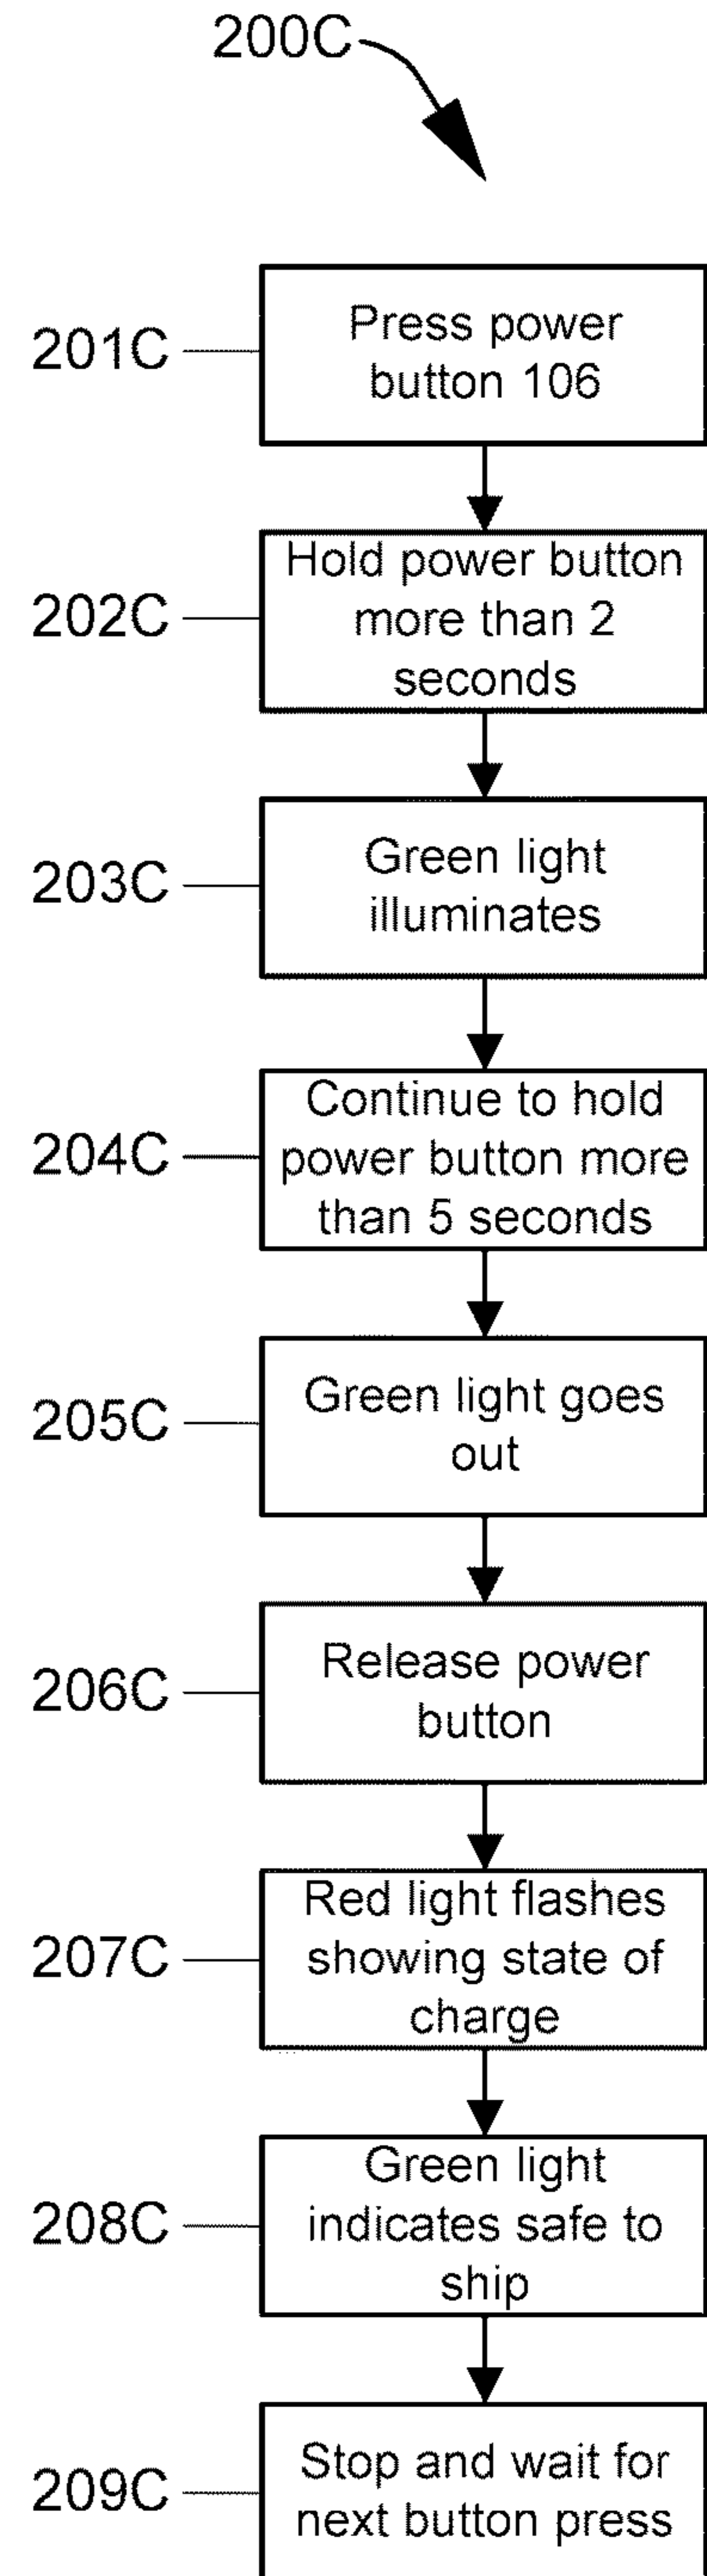 200C
201C
Press power
button 106
202C
Hold power button
more than 2
seconds
203C
Green light
illuminates
204C
Continue to hold
power button more
than 5 seconds
205C
Green light goes
out
206C
Release power
button
207C
Red light flashes
showing state of
charge
208C
Green light
indicates safe to
ship
209C
Stop and wait for
next button press